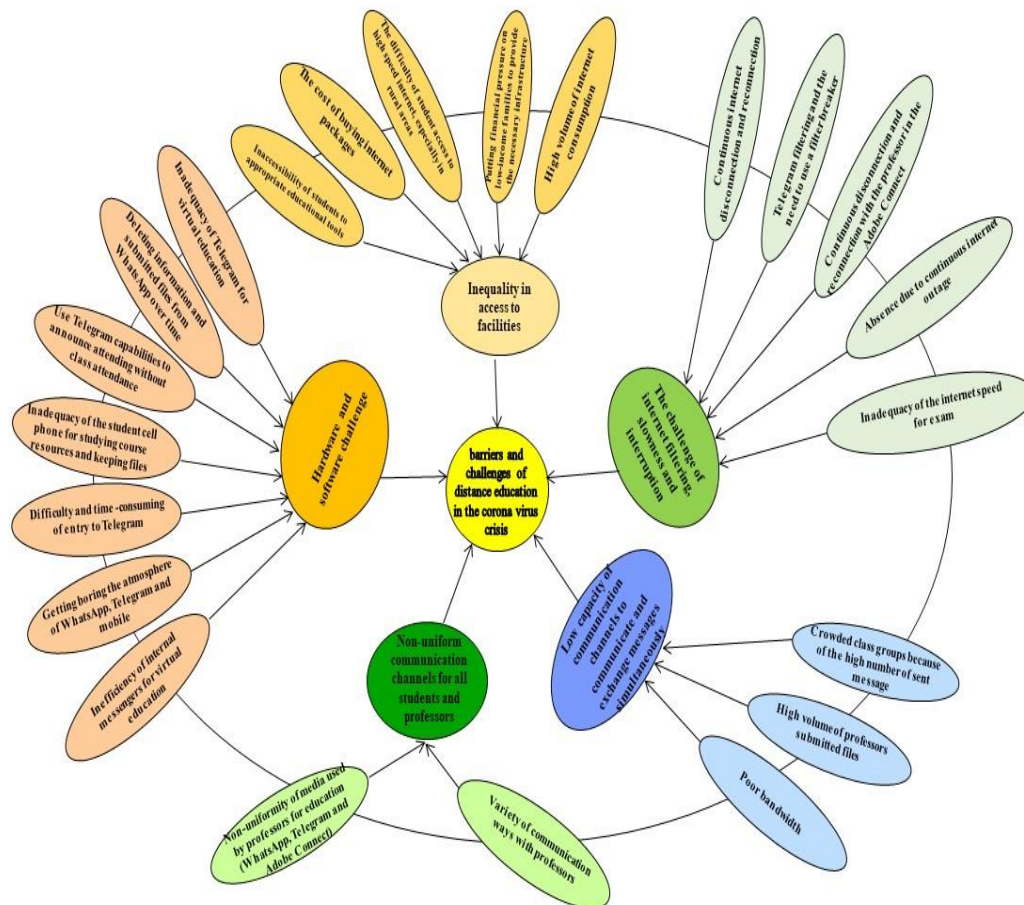 Inaccessibility of students to
appropriate educational tools
The cost of buying internet
packages
The difficulty of student access to
high speed internet, especially in
rural areas
Putting financial pressure on
low-income families to provide
the necessary infrastructure
High volume of internet
consumption
Inequality in
access to
facilities
Continuous internet
disconnection and reconnection
Telegram filtering and the
need to use a filter breaker
Continuous disconnection and
reconnection with the professor in the
Adobe Connect
Absence due to continuous internet
outage
Inadequacy of the internet speed
for exam
The challenge of
internet filtering,
slowness and
interruption
Inadequacy of Telegram for
virtual education
Deleting information and
submitted files from
WhatsApp over time
Use Telegram capabilities to
announce attending without
class attendance
Inadequacy of the student cell
phone for studying course
resources and keeping files
Difficulty and time -consuming
of entry to Telegram
Getting boring the atmosphere
of WhatsApp, Telegram and
mobile
Inefficiency of internal
messengers for virtual
education
Hardware and
software challenge
barriers and
challenges of
distance education
in the corona virus
crisis
Non-uniform
communication
channels for all
students and
professors
Low capacity of
communication
channels to
communicate and
exchange messages
simultaneously
Crowded class groups because
of the high number of sent
message
High volume of professors
submitted files
Poor bandwidth
Non-uniformity of media used
by professors for education
(WhatsApp, Telegram and
Adobe Connect)
Variety of communication
ways with professors